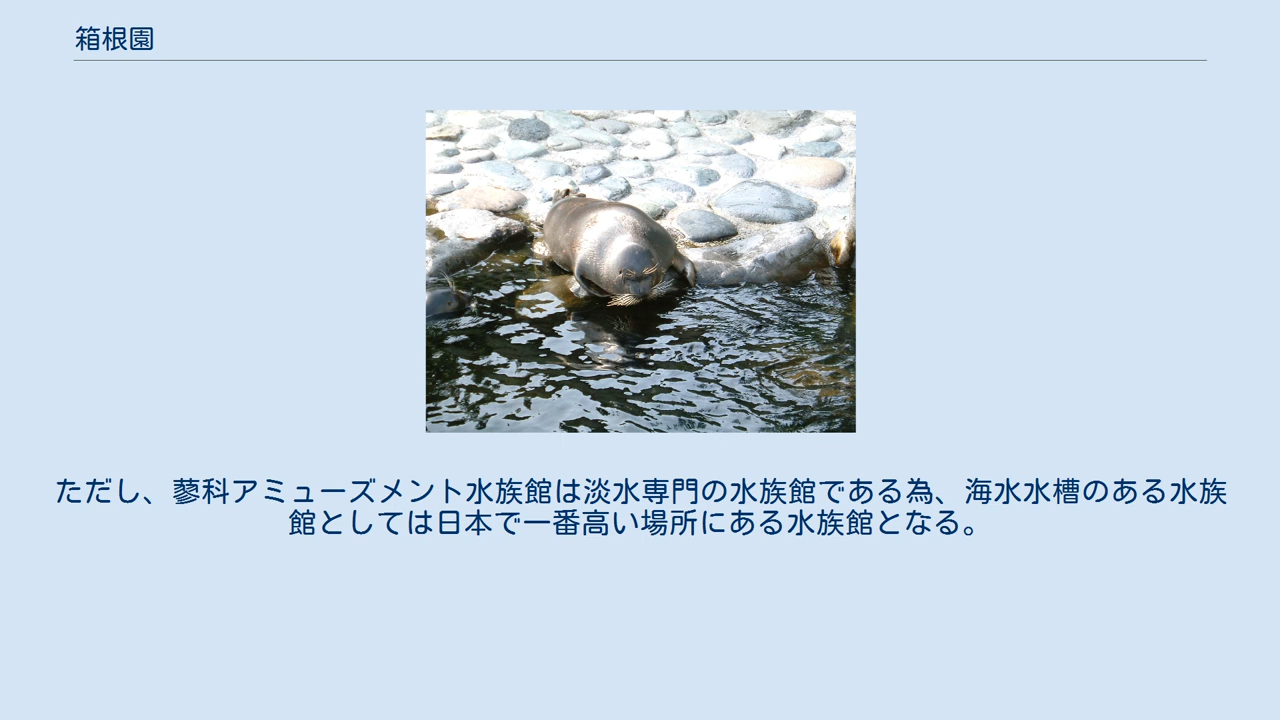 箱根園
ただし、蓼科アミューズメント水族館は淡水専門の水族館である為、海水水槽のある水族
館としては日本で一番高い場所にある水族館となる。